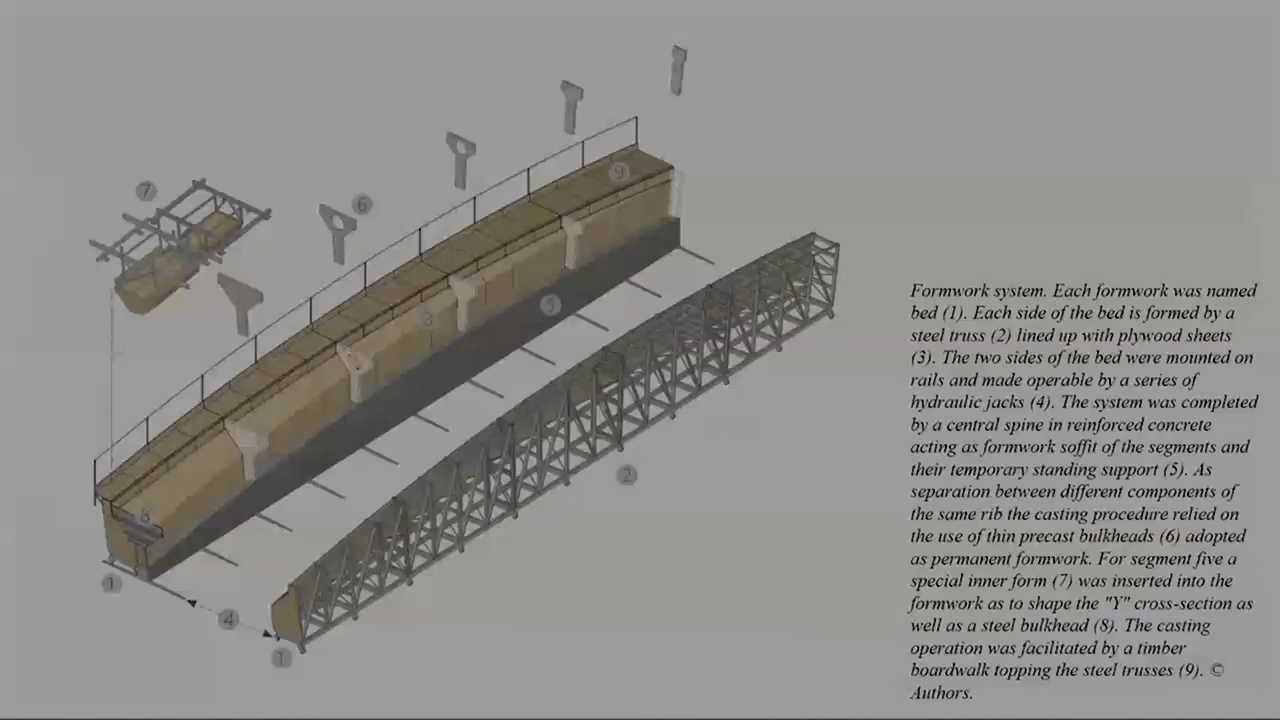 7
6
9
3
5
8
2
1
4
1
Formwork system. Each formwork was named
bed (1). Each side of the bed is formed by a
steel truss (2) lined up with plywood sheets
(3). The two sides of the bed were mounted on
rails and made operable by a series of
hydraulic jacks (4). The system was completed
by a central spine in reinforced concrete
acting as formwork soffit of the segments and
their temporary standing support (5). As
separation between different components of
the same rib the casting procedure relied on
the use of thin precast bulkheads (6) adopted
as permanent formwork. For segment five a
special inner form (7) was inserted into the
formwork as to shape the "Y" cross-section as
well as a steel bulkhead (8). The casting
operation was facilitated by a timber
boardwalk topping the steel trusses (9). ©
Authors.